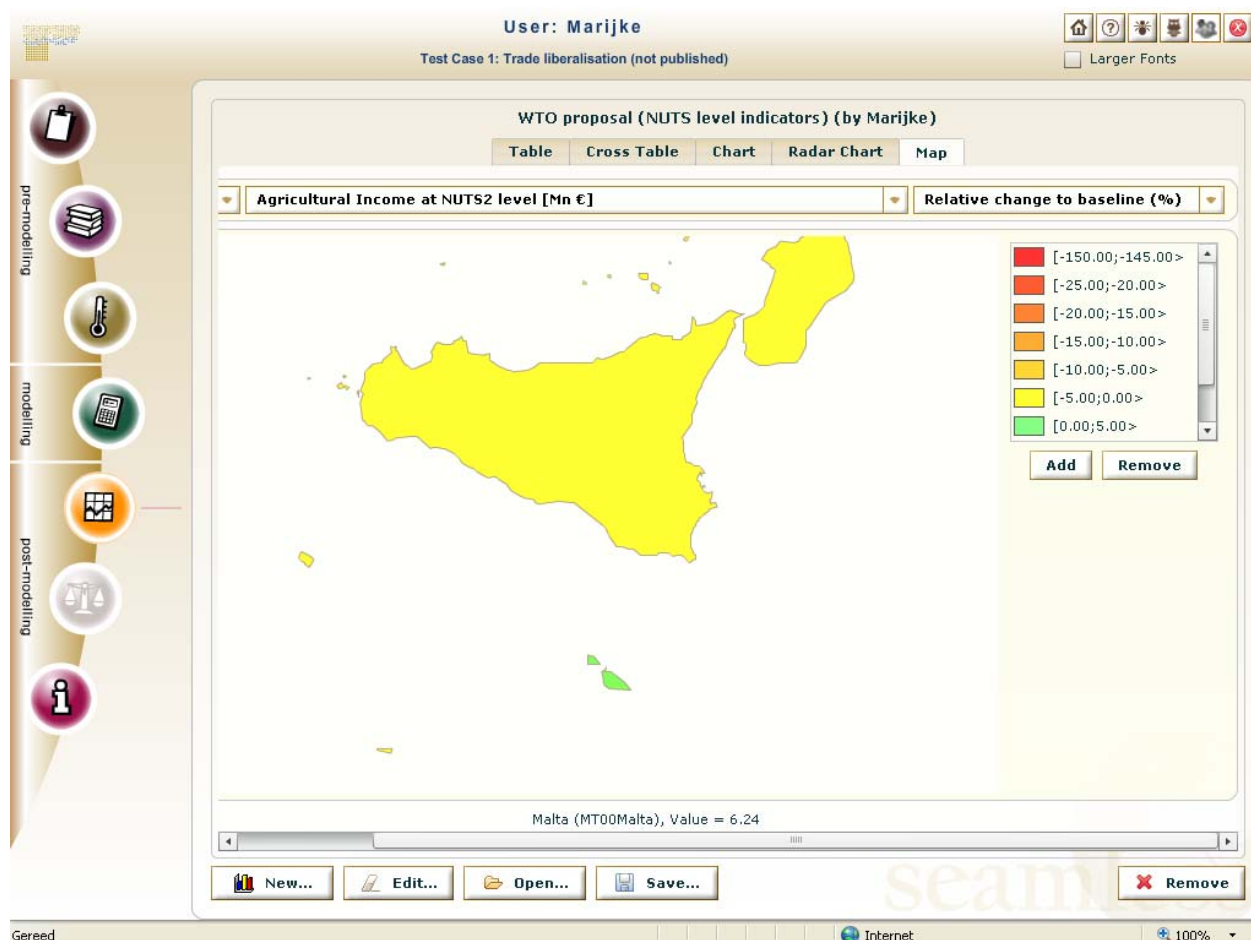 User: Marijke
Test Case 1: Trade liberalisation (not published)
Larger Fonts
pre-modelling
modelling
post-modelling
WTO proposal (NUTS level indicators) (by Marijke)
Table Cross Table Chart Radar Chart Map
Agricultural Income at NUTS2 level [Mn €] Relative change to baseline (%)
[-150.00;-145.00>
[-25.00;-20.00>
[-20.00;-15.00>
[-15.00;-10.00>
[-10.00;-5.00>
[-5.00;0.00>
[0.00;5.00>
Add Remove
Malta (MT00Malta), Value = 6.24
New... Edit... Open... Save... Remove
seamless
Gereed Internet 100%